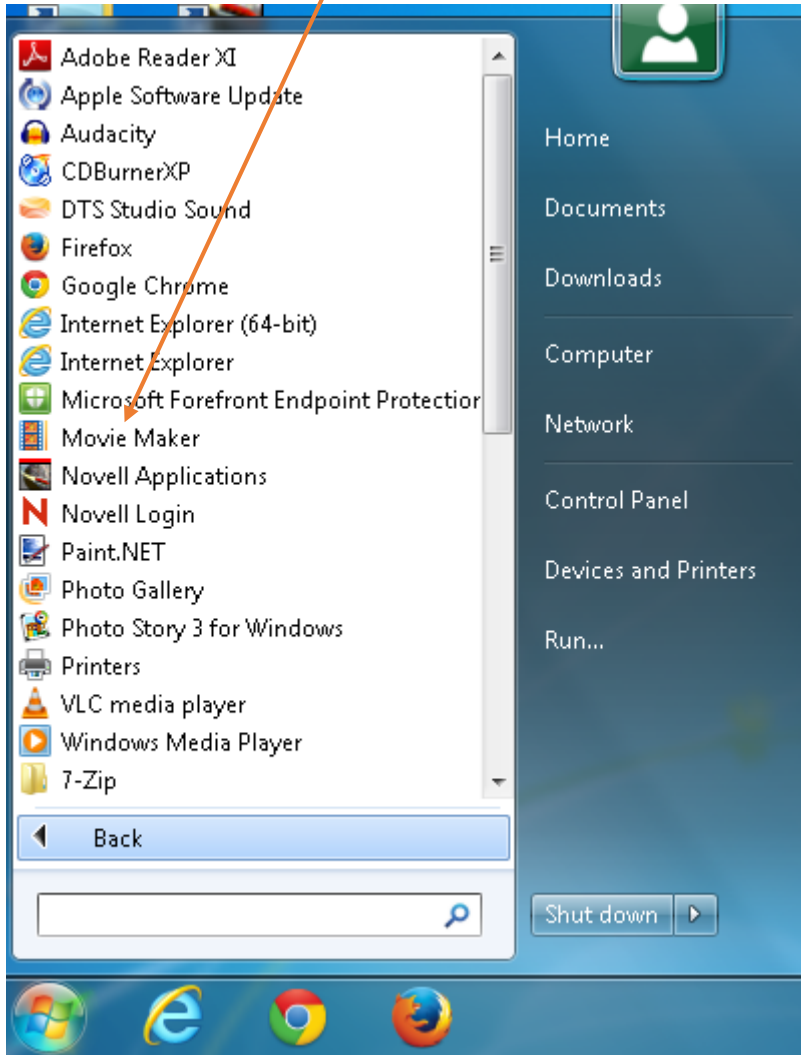 Adobe Reader XI
Apple Software Update
Audacity
CDBurnerXP
DTS Studio Sound
Firefox
Google Chrome
Internet Explorer (64-bit)
Internet Explorer
Microsoft Forefront Endpoint Protection
Movie Maker
Novell Applications
Novell Login
Paint.NET
Photo Gallery
Photo Story 3 for Windows
Printers
VLC media player
Windows Media Player
7-Zip
Back
Home
Documents
Downloads
Computer
Network
Control Panel
Devices and Printers
Run...
Shut down